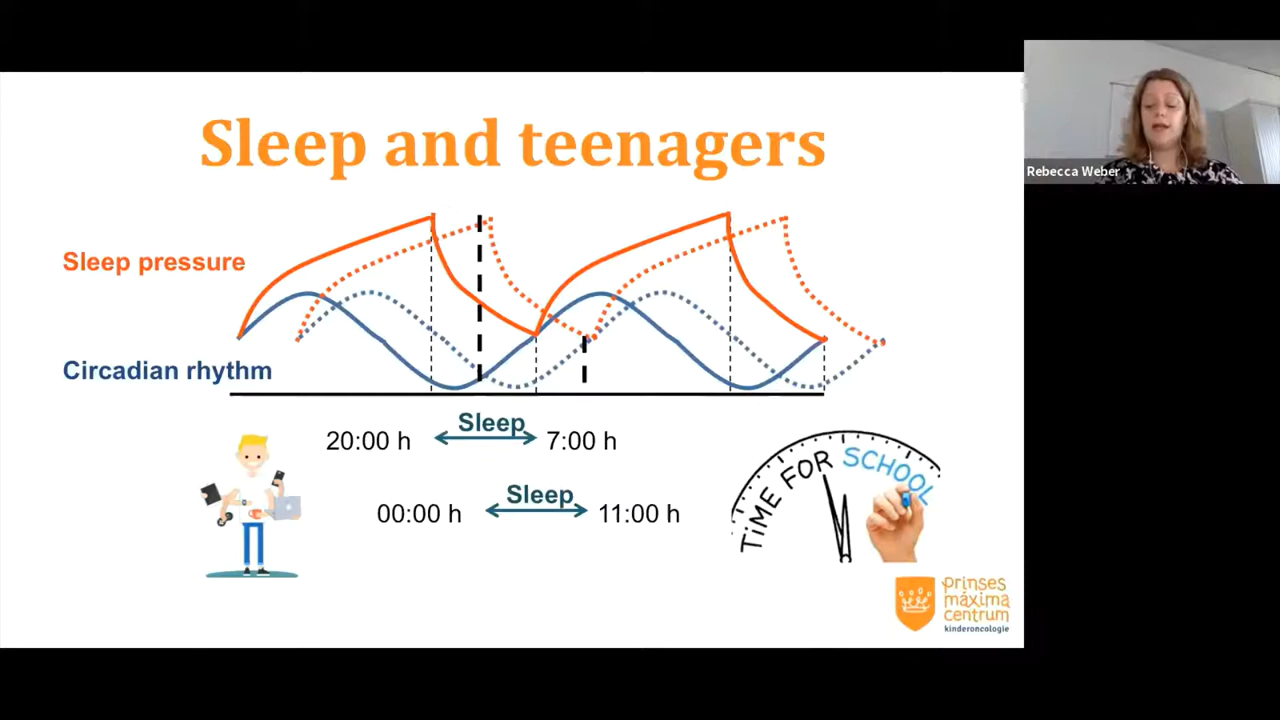 Sleep and teenagers
Rebecca Weber
Sleep pressure
Circadian rhythm
20:00 h
Sleep
7:00 h
00:00 h
Sleep
11:00 h
TiME FOR SCHOOL
prinses
máxima
centrum
kinderoncologie